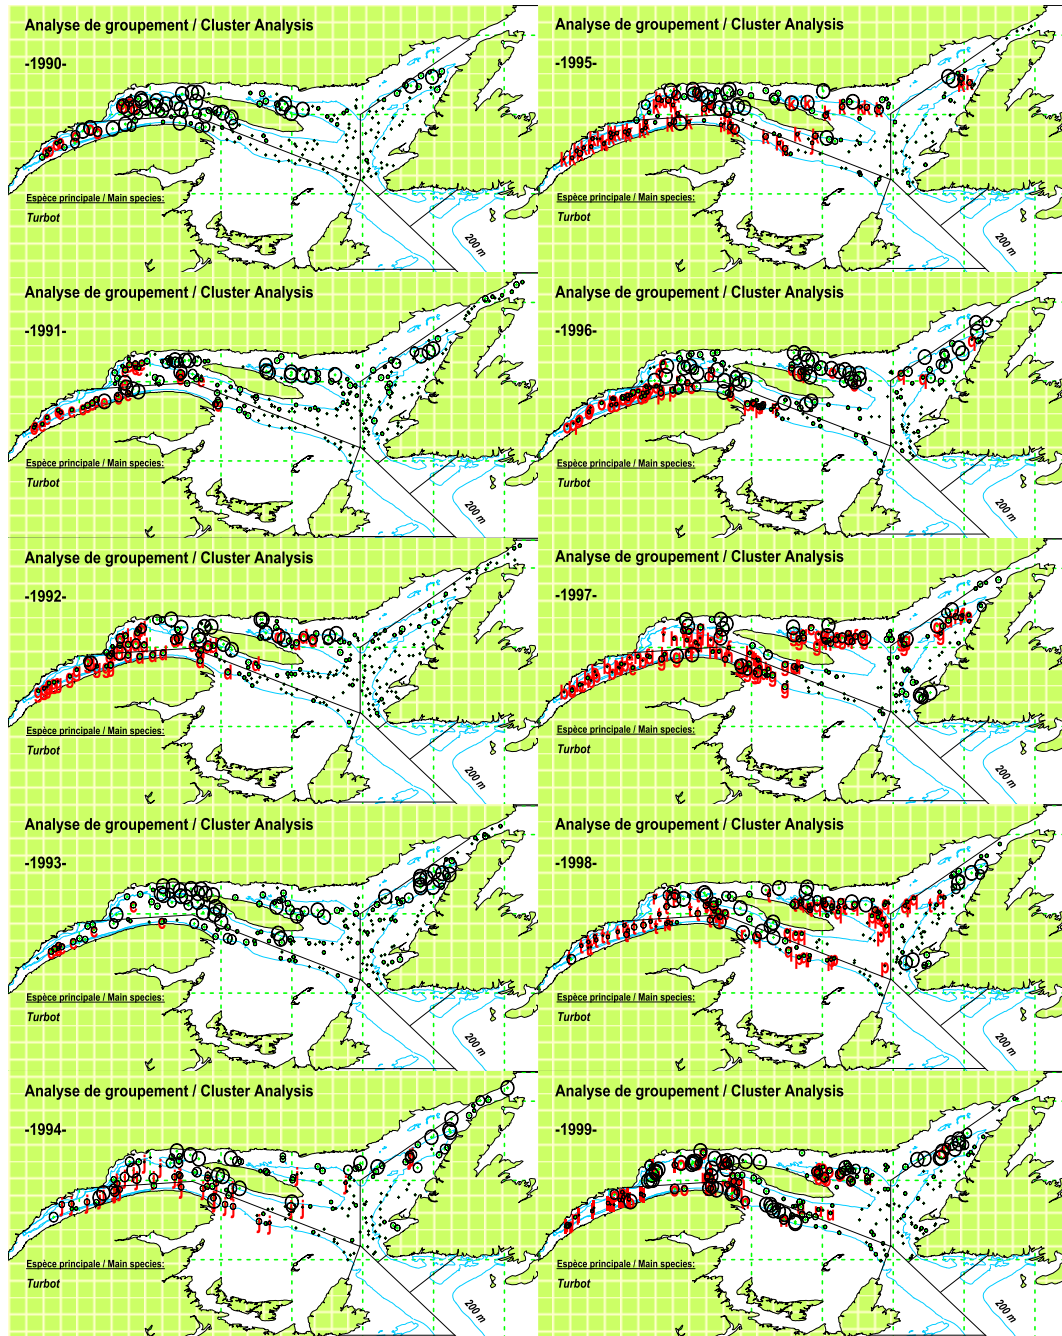 Analyse de groupement / Cluster Analysis
-1990-
Espèce principale / Main species:
Turbot
200 m
Analyse de groupement / Cluster Analysis
-1995-
Espèce principale / Main species:
Turbot
200 m
Analyse de groupement / Cluster Analysis
-1991-
Espèce principale / Main species:
Turbot
200 m
Analyse de groupement / Cluster Analysis
-1996-
Espèce principale / Main species:
Turbot
200 m
Analyse de groupement / Cluster Analysis
-1992-
Espèce principale / Main species:
Turbot
200 m
Analyse de groupement / Cluster Analysis
-1997-
Espèce principale / Main species:
Turbot
200 m
Analyse de groupement / Cluster Analysis
-1993-
Espèce principale / Main species:
Turbot
200 m
Analyse de groupement / Cluster Analysis
-1998-
Espèce principale / Main species:
Turbot
200 m
Analyse de groupement / Cluster Analysis
-1994-
Espèce principale / Main species:
Turbot
200 m
Analyse de groupement / Cluster Analysis
-1999-
Espèce principale / Main species:
Turbot
200 m